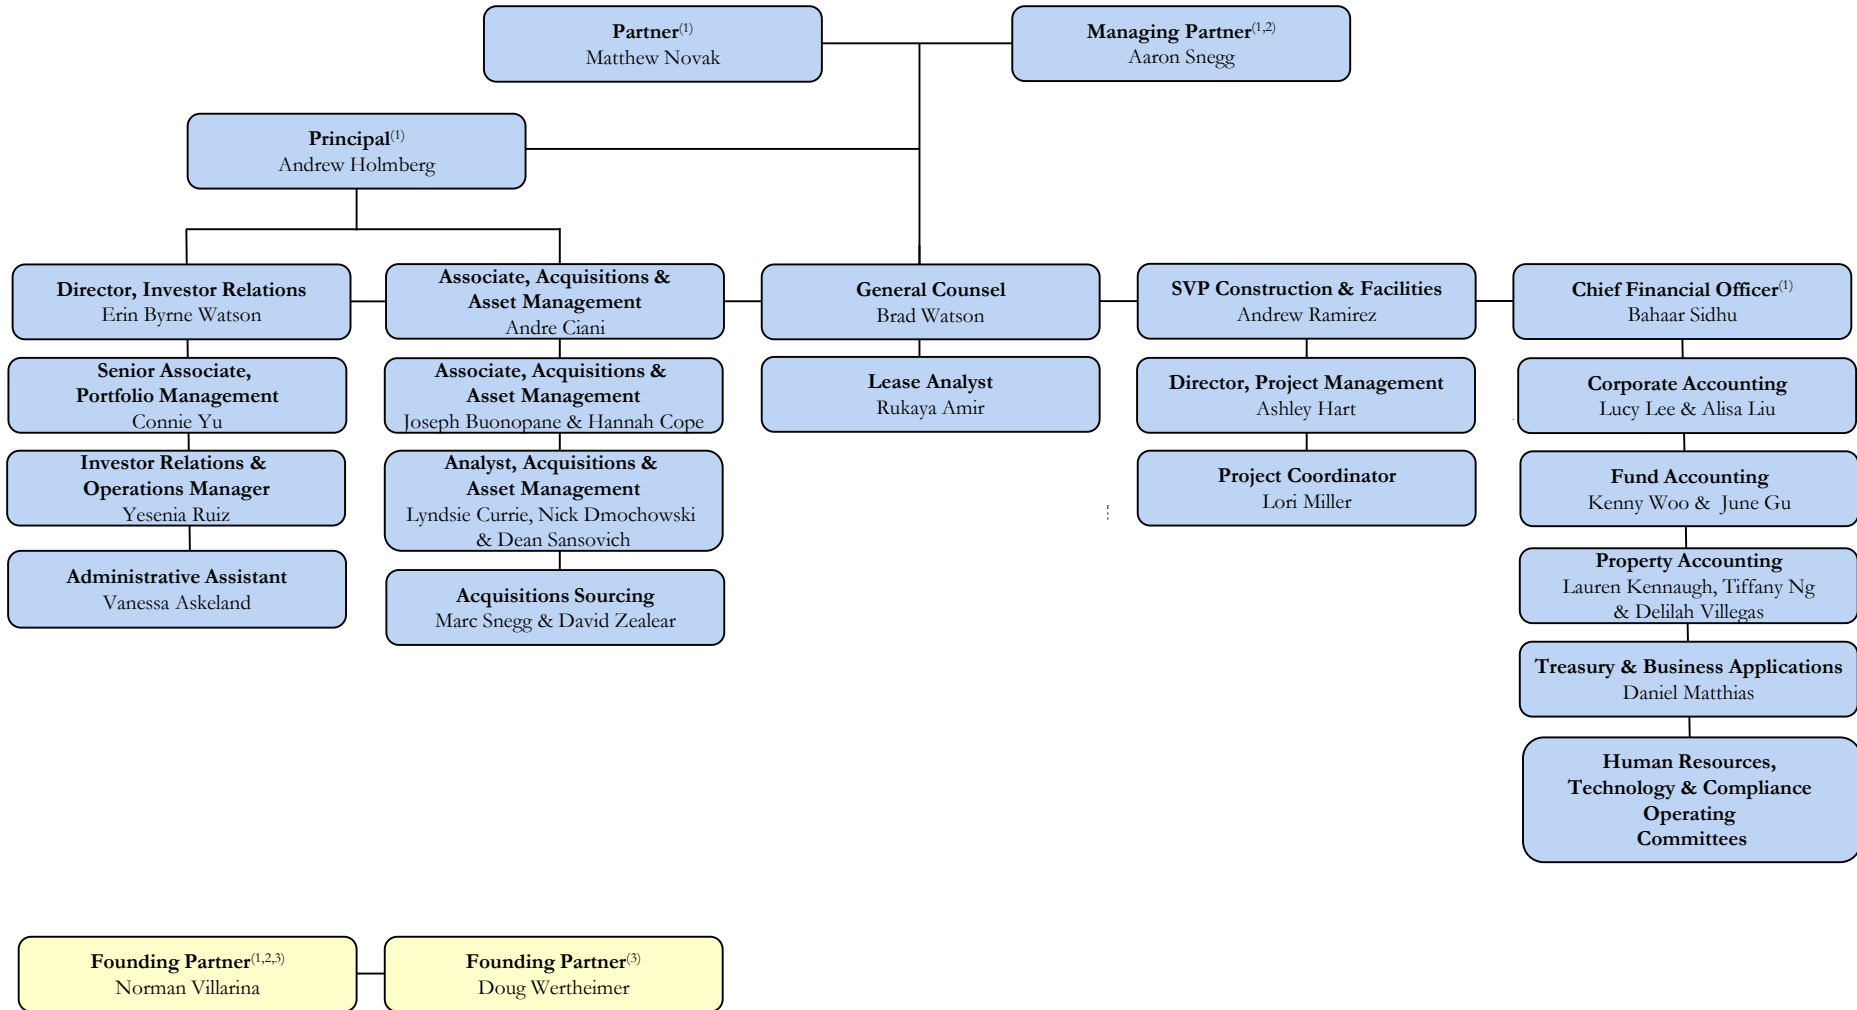 Partner(1)
Matthew Novak
Managing Partner(1,2)
Aaron Snegg
Principal(1)
Andrew Holmberg
Director, Investor Relations
Erin Byrne Watson
Associate, Acquisitions &
Asset Management
Andre Ciani
General Counsel
Brad Watson
SVP Construction & Facilities
Andrew Ramirez
Chief Financial Officer(1)
Bahaar Sidhu
Senior Associate,
Portfolio Management
Connie Yu
Associate, Acquisitions &
Asset Management
Joseph Buonopane & Hannah Cope
Lease Analyst
Rukaya Amir
Director, Project Management
Ashley Hart
Corporate Accounting
Lucy Lee & Alisa Liu
Investor Relations &
Operations Manager
Yesenia Ruiz
Analyst, Acquisitions &
Asset Management
Lyndsie Currie, Nick Dmochowski
& Dean Sansovich
Project Coordinator
Lori Miller
Fund Accounting
Kenny Woo & June Gu
Administrative Assistant
Vanessa Askeland
Acquisitions Sourcing
Marc Snegg & David Zealear
Property Accounting
Lauren Kennaugh, Tiffany Ng
& Delilah Villegas
Treasury & Business Applications
Daniel Matthias
Human Resources,
Technology & Compliance
Operating
Committees
Founding Partner(1,2,3)
Norman Villarina
Founding Partner(3)
Doug Wertheimer